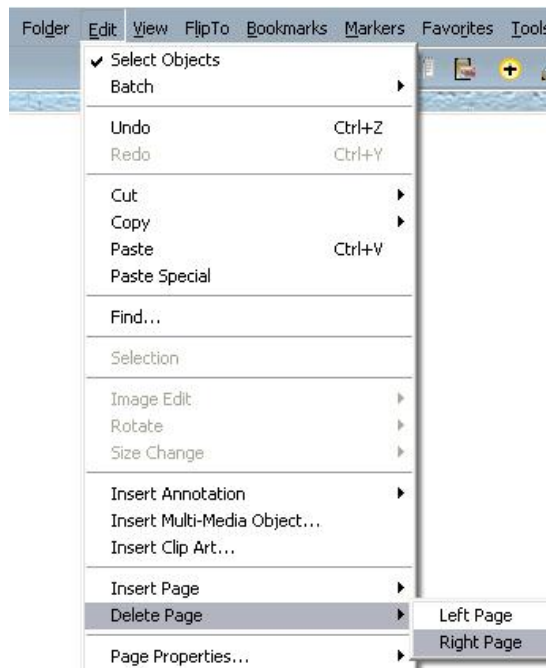 Folder Edit View FlipTo Bookmarks Markers Favorites Tools
Select Objects
Batch
Undo Ctrl+Z
Redo Ctrl+Y
Cut
Copy
Paste Ctrl+V
Paste Special
Find...
Selection
Image Edit
Rotate
Size Change
Insert Annotation
Insert Multi-Media Object...
Insert Clip Art...
Insert Page
Delete Page Left Page
Right Page
Page Properties...